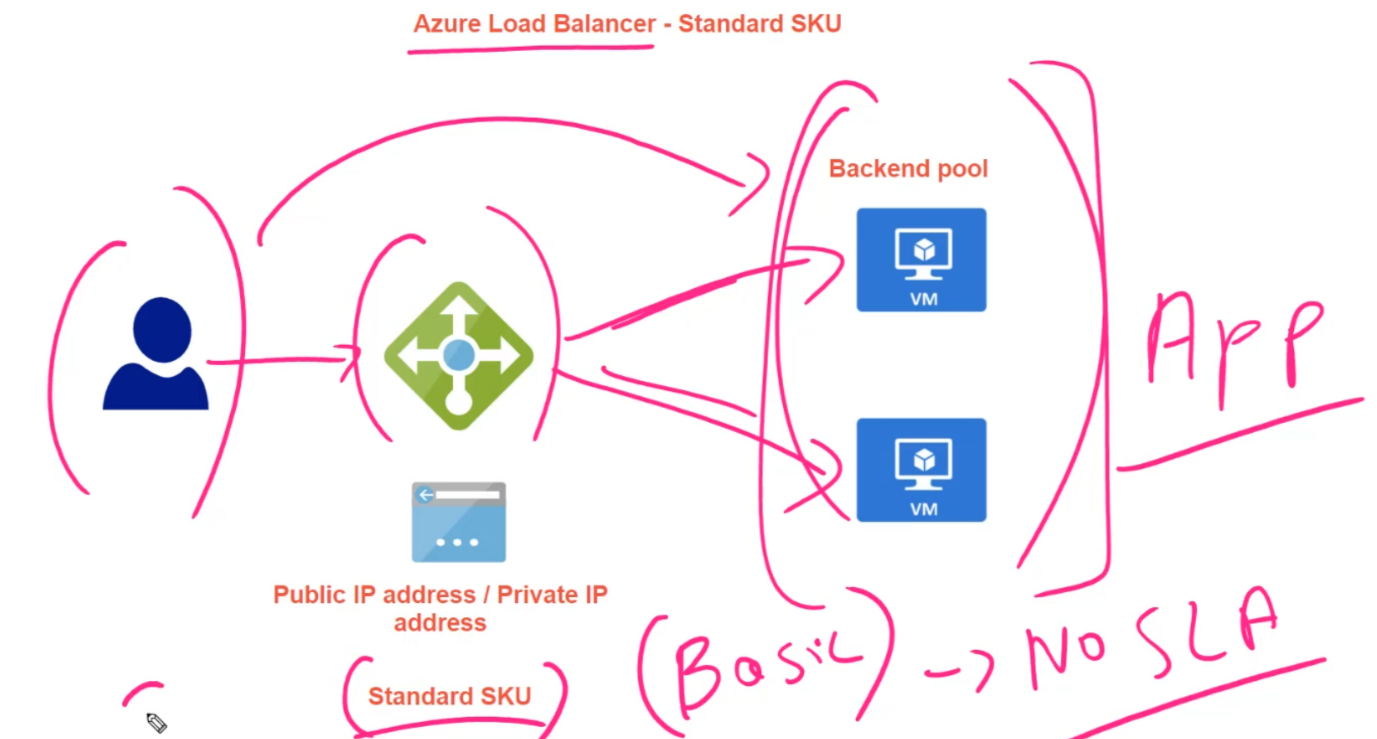 Azure Load Balancer - Standard SKU
Backend pool
VM
App
VM
Public IP address / Private IP
address
(Basic) -> NO SLA
(Standard SKU)